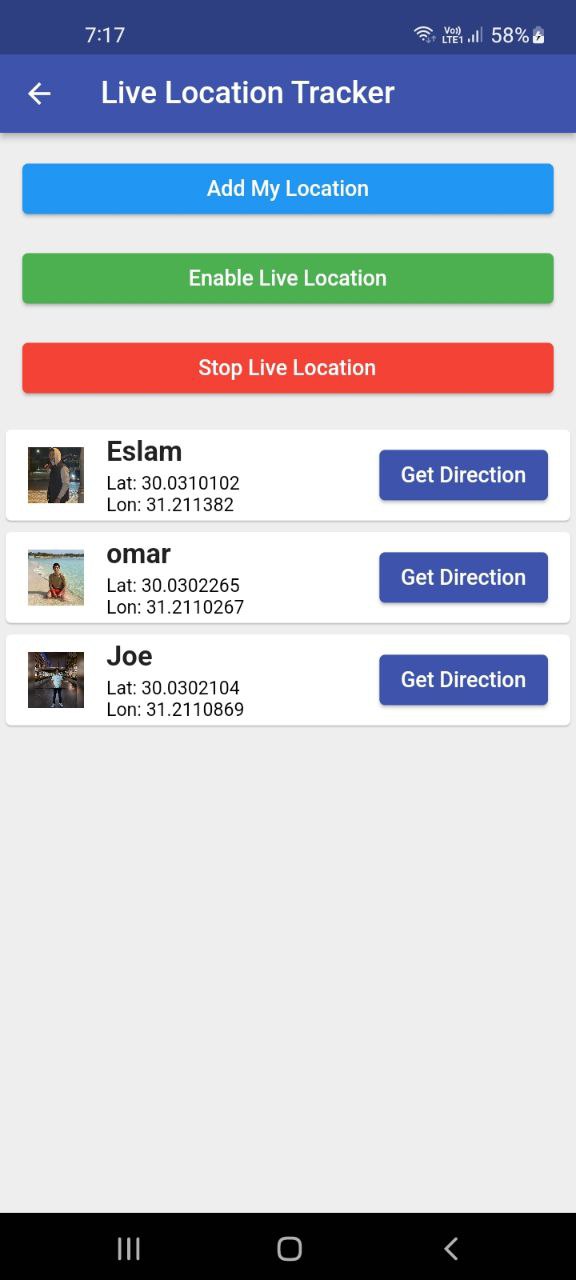 7:17
Vo)) LTE1 58%
Live Location Tracker
Add My Location
Enable Live Location
Stop Live Location
Eslam
Lat: 30.0310102
Lon: 31.211382
Get Direction
omar
Lat: 30.0302265
Lon: 31.2110267
Get Direction
Joe
Lat: 30.0302104
Lon: 31.2110869
Get Direction